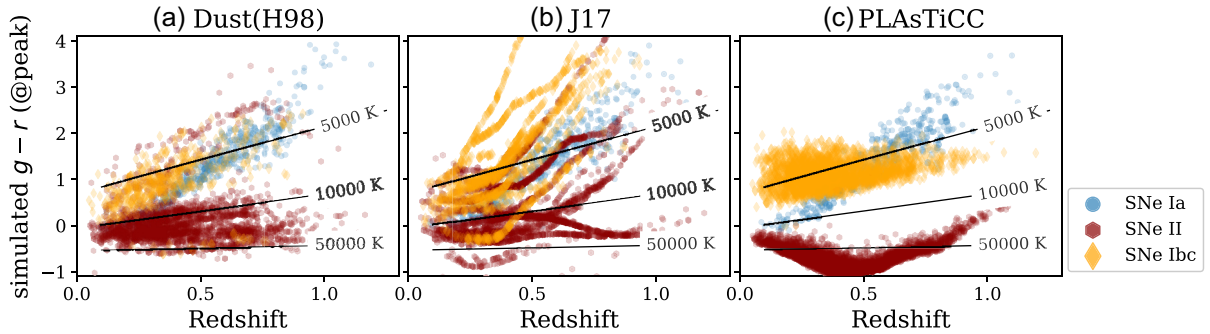 (a) Dust(H98)
(b) J17
(c) PLAsTiCC
simulated g − r (@peak)
4
3
2
1
0
−1
5000 K
10000 K
50000 K
5000 K
10000 K
50000 K
5000 K
10000 K
50000 K
SNe Ia
SNe II
SNe Ibc
0.0 0.5 1.0
0.0 0.5 1.0
0.0 0.5 1.0
Redshift
Redshift
Redshift